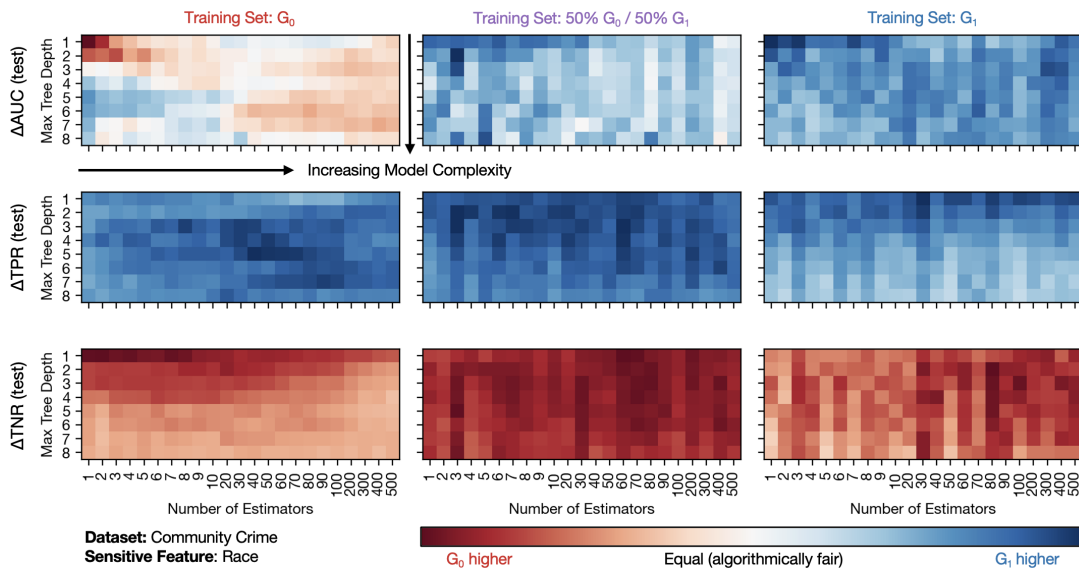 Training Set: G₀
Training Set: 50% G₀ / 50% G₁
Training Set: G₁
ΔAUC (test)
Max Tree Depth
1
2
3
4
5
6
7
8
Increasing Model Complexity
ΔTPR (test)
Max Tree Depth
1
2
3
4
5
6
7
8
ΔTNR (test)
Max Tree Depth
1
2
3
4
5
6
7
8
1 2 3 4 5 6 7 8 9 10 20 30 40 50 60 70 80 90 100 200 300 400 500
1 2 3 4 5 6 7 8 9 10 20 30 40 50 60 70 80 90 100 200 300 400 500
1 2 3 4 5 6 7 8 9 10 20 30 40 50 60 70 80 90 100 200 300 400 500
Number of Estimators
Number of Estimators
Number of Estimators
Dataset: Community Crime
Sensitive Feature: Race
G₀ higher
Equal (algorithmically fair)
G₁ higher